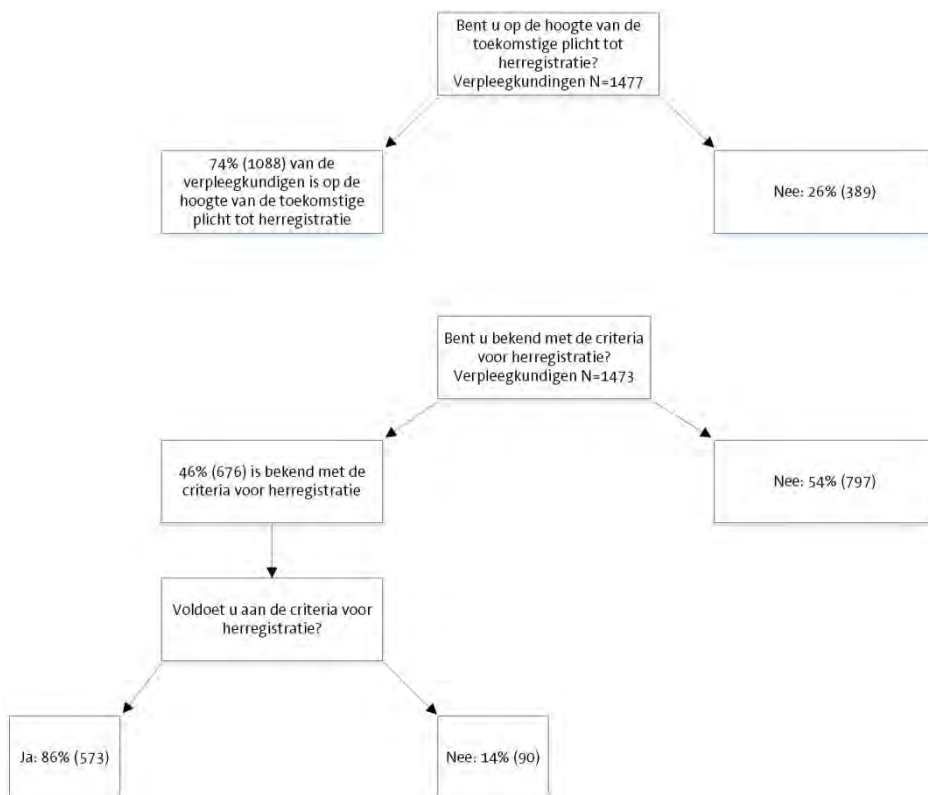 Bent u op de hoogte van de
toekomstige plicht tot
herregistratie?
Verpleegkundingen N=1477
74% (1088) van de
verpleegkundigen is op de
hoogte van de toekomstige
plicht tot herregistratie
Nee: 26% (389)
Bent u bekend met de criteria
voor herregistratie?
Verpleegkundigen N=1473
46% (676) is bekend met de
criteria voor herregistratie
Nee: 54% (797)
Voldoet u aan de criteria voor
herregistratie?
Ja: 86% (573)
Nee: 14% (90)